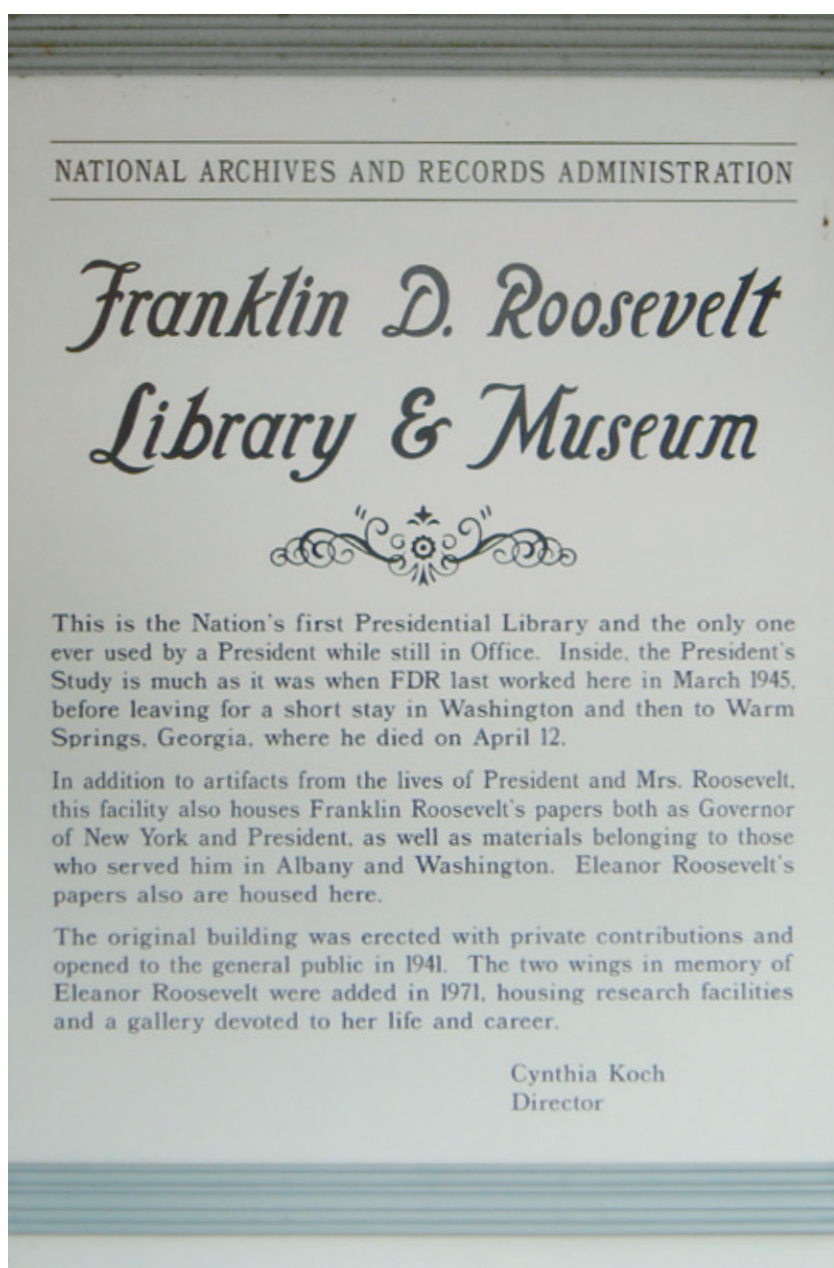 NATIONAL ARCHIVES AND RECORDS ADMINISTRATION
Franklin D. Roosevelt
Library & Museum
This is the Nation's first Presidential Library and the only one
ever used by a President while still in Office. Inside, the President's
Study is much as it was when FDR last worked here in March 1945,
before leaving for a short stay in Washington and then to Warm
Springs, Georgia, where he died on April 12.
In addition to artifacts from the lives of President and Mrs. Roosevelt,
this facility also houses Franklin Roosevelt's papers both as Governor
of New York and President, as well as materials belonging to those
who served him in Albany and Washington. Eleanor Roosevelt's
papers also are housed here.
The original building was erected with private contributions and
opened to the general public in 1941. The two wings in memory of
Eleanor Roosevelt were added in 1971, housing research facilities
and a gallery devoted to her life and career.
Cynthia Koch
Director